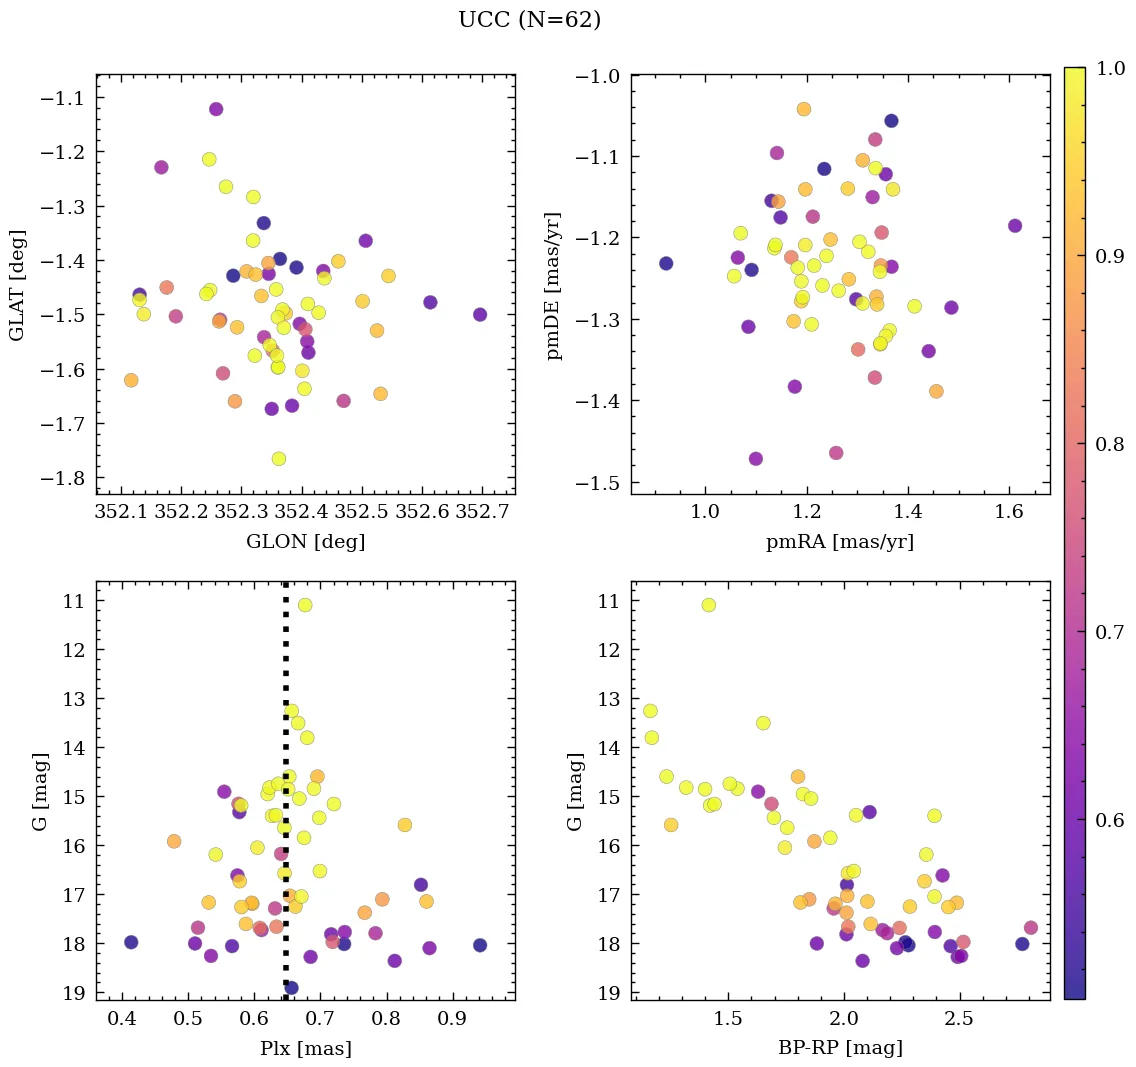 UCC (N=62)
−1.1
−1.2
−1.3
−1.4
−1.5
−1.6
−1.7
−1.8
GLAT [deg]
352.1 352.2 352.3 352.4 352.5 352.6 352.7
GLON [deg]
−1.0
−1.1
−1.2
−1.3
−1.4
−1.5
pmDE [mas/yr]
1.0 1.2 1.4 1.6
pmRA [mas/yr]
11
12
13
14
15
16
17
18
19
G [mag]
0.4 0.5 0.6 0.7 0.8 0.9
Plx [mas]
11
12
13
14
15
16
17
18
19
G [mag]
1.5 2.0 2.5
BP-RP [mag]
1.0
0.9
0.8
0.7
0.6